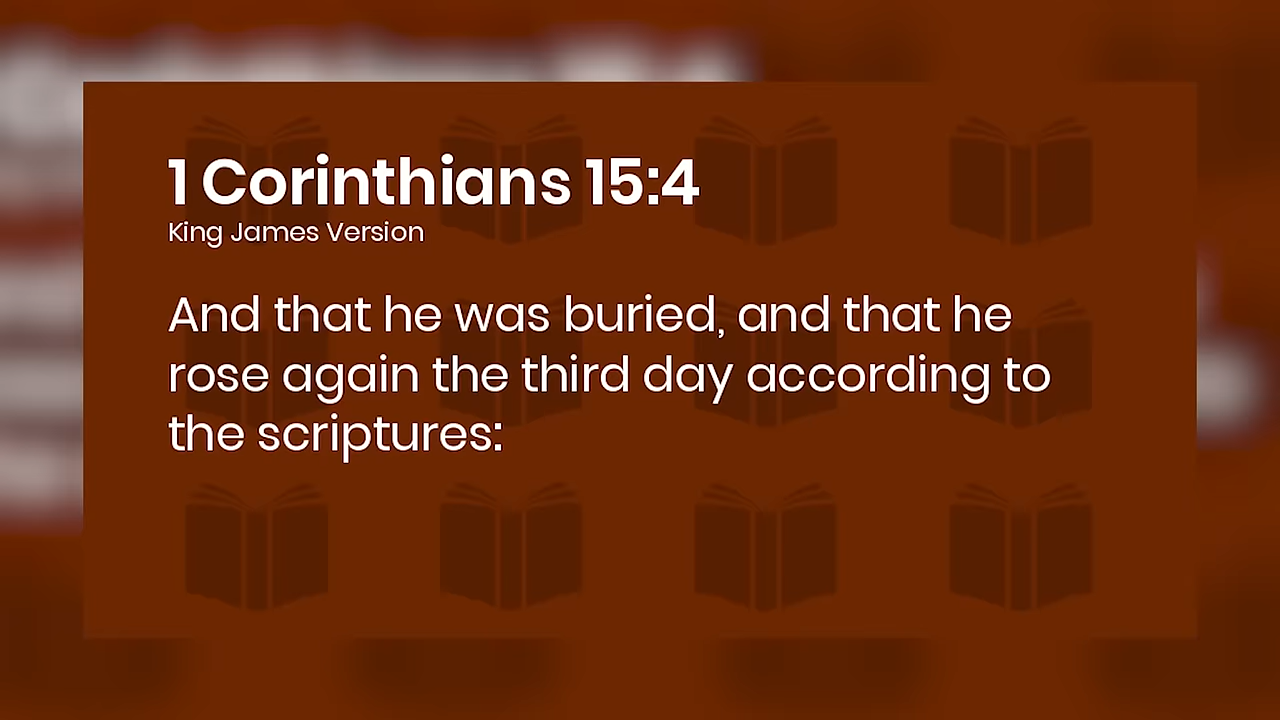 1 Corinthians 15:4
King James Version
And that he was buried, and that he
rose again the third day according to
the scriptures: